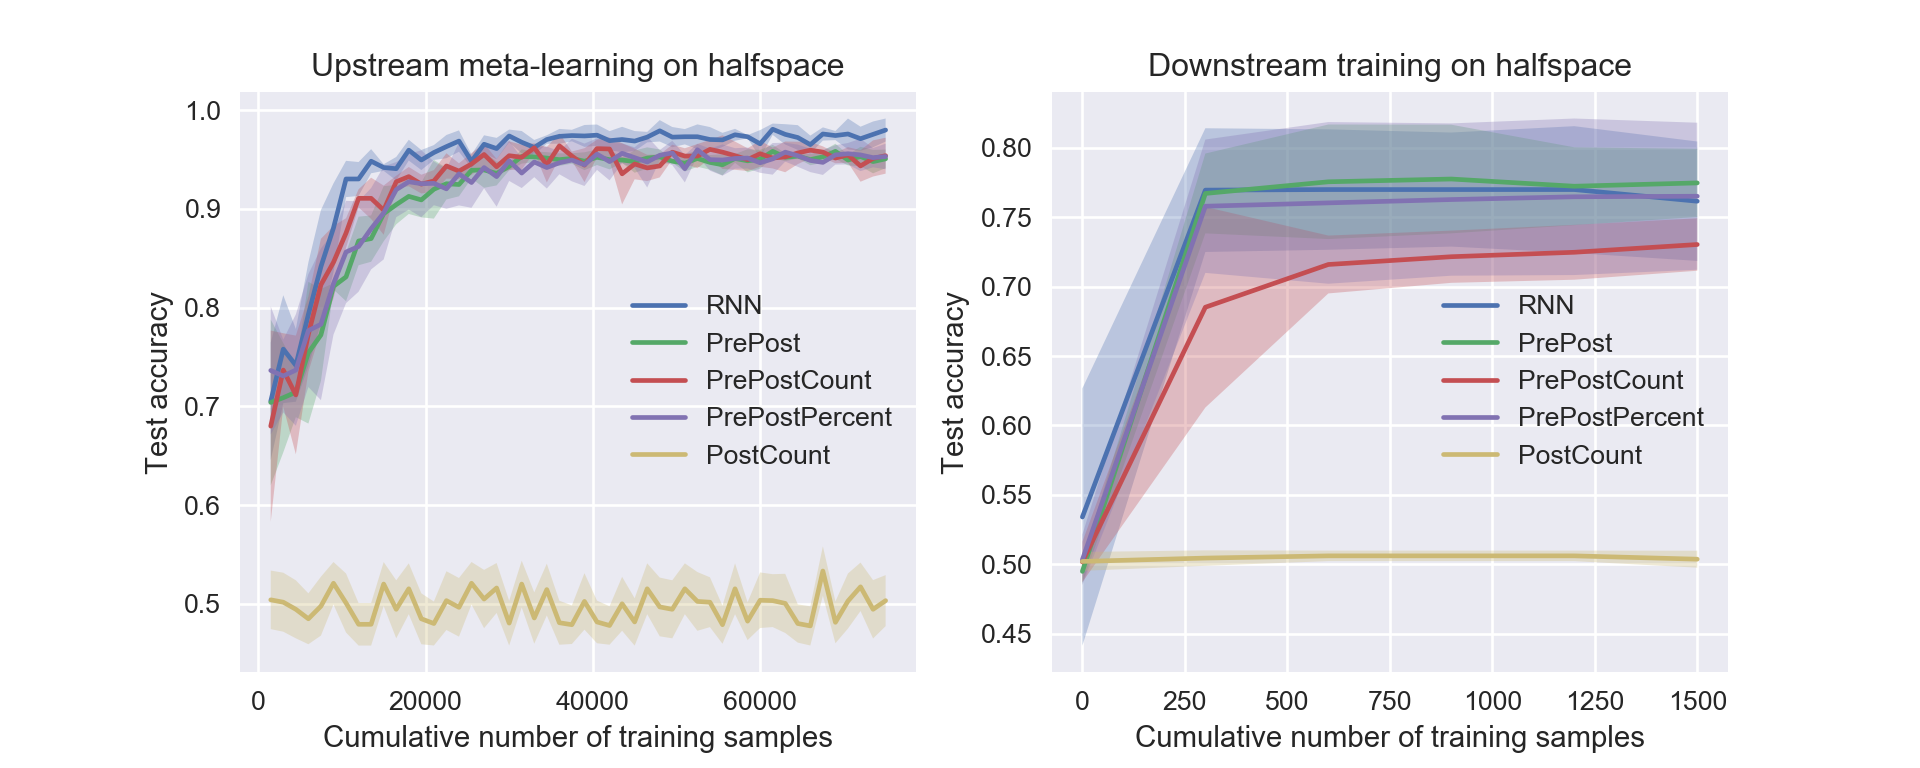 Upstream meta-learning on halfspace
1.0
0.9
0.8
0.7
0.6
0.5
Test accuracy
RNN
PrePost
PrePostCount
PrePostPercent
PostCount
0 20000 40000 60000
Cumulative number of training samples
Downstream training on halfspace
0.80
0.75
0.70
0.65
0.60
0.55
0.50
0.45
Test accuracy
RNN
PrePost
PrePostCount
PrePostPercent
PostCount
0 250 500 750 1000 1250 1500
Cumulative number of training samples